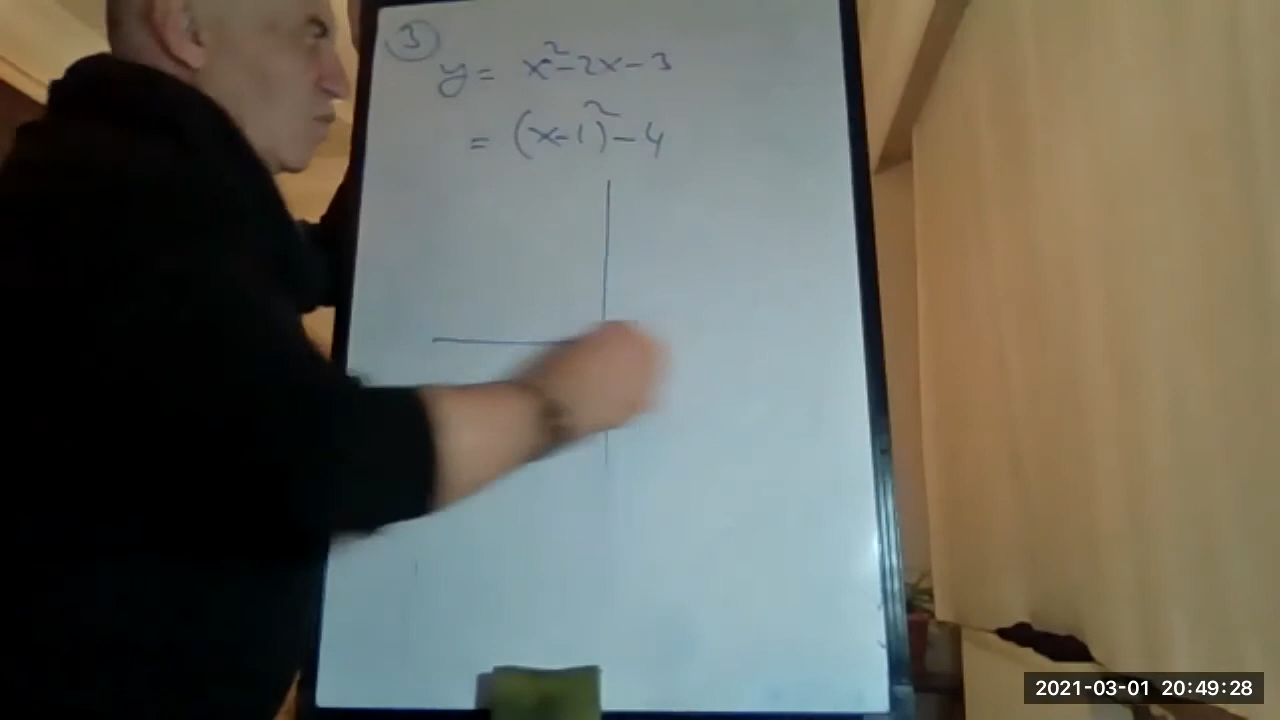 ③
y = x²-2x-3
= (x-1)²-4
2021-03-01 20:49:28